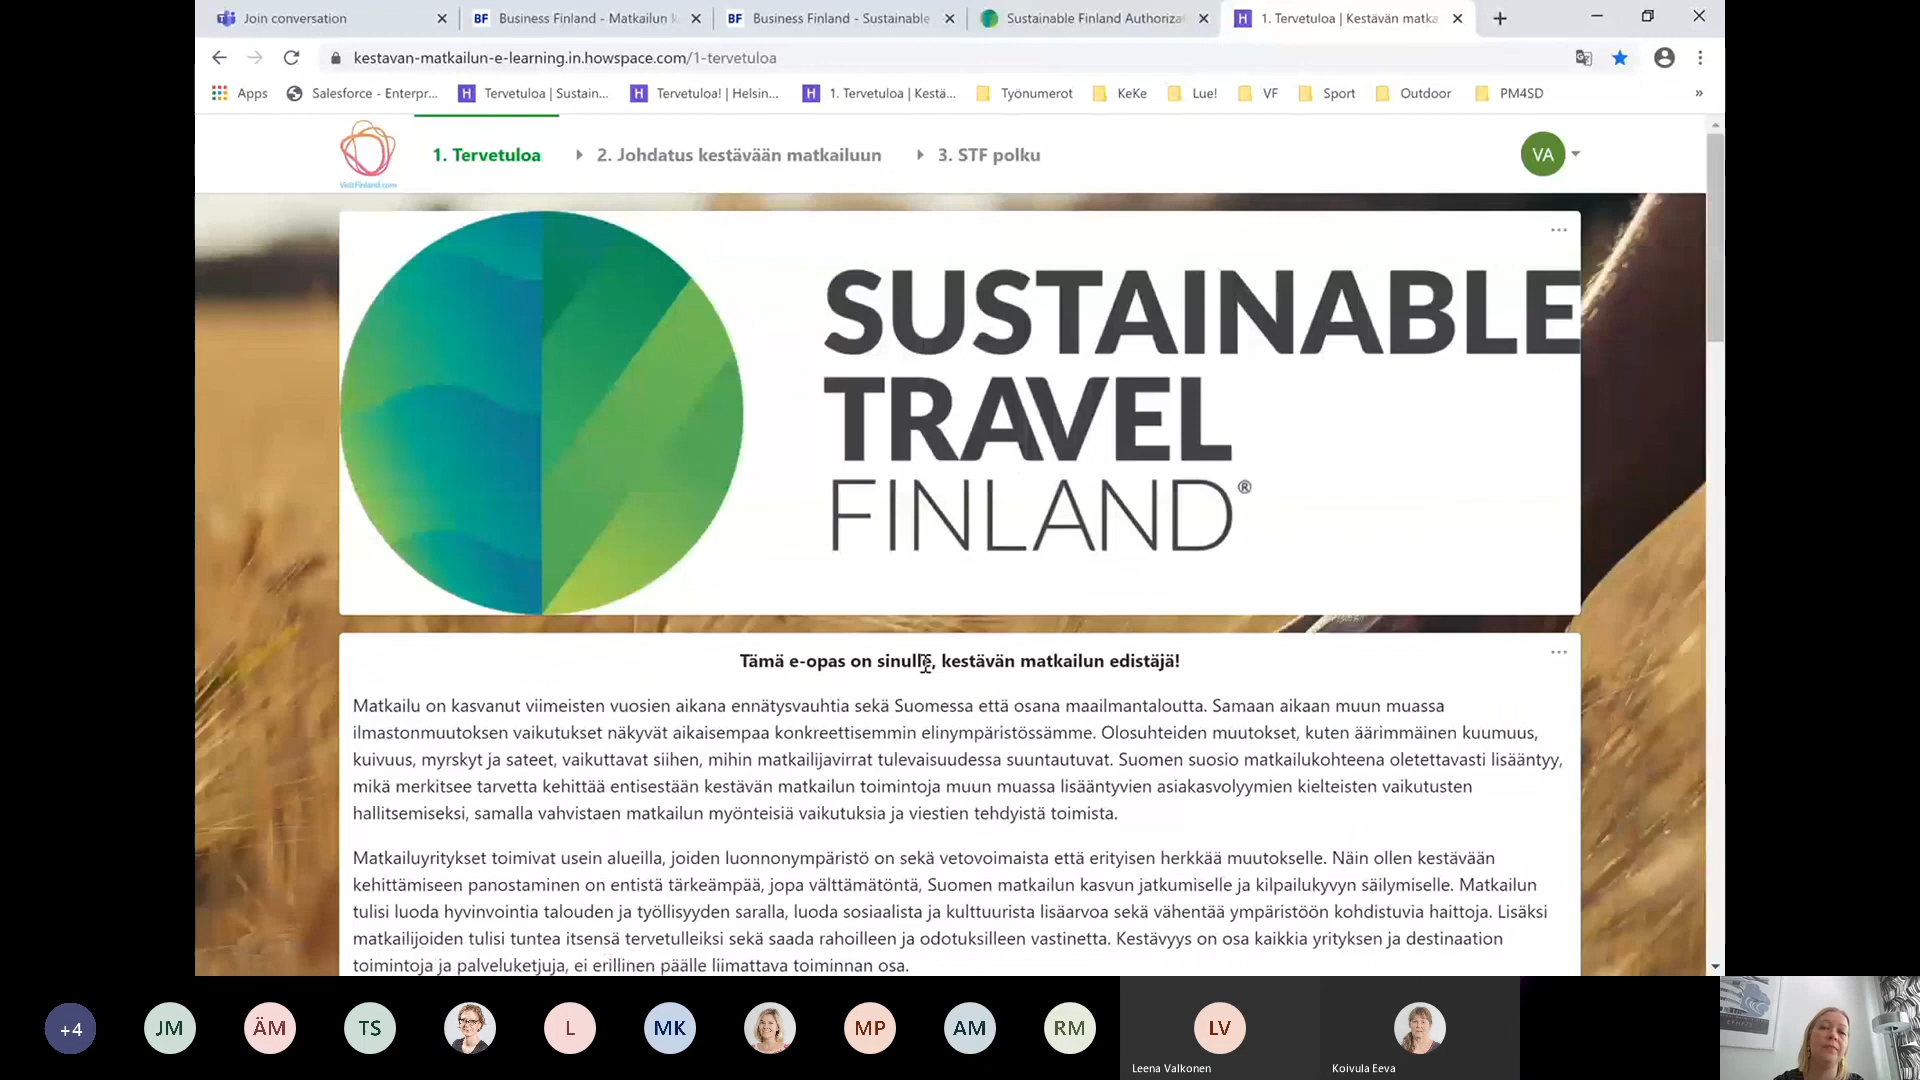 Join conversation
BF Business Finland - Matkailun k
BF Business Finland - Sustainable
Sustainable Finland Authoriza
H 1. Tervetuloa | Kestävän matka
kestavan-matkailun-e-learning.in.howspace.com/1-tervetuloa
Apps Salesforce - Enterpr... H Tervetuloa | Sustain... H Tervetuloa! | Helsin... H 1. Tervetuloa | Kestä... Työnumerot KeKe Lue! VF Sport Outdoor PM4SD »
VisitFinland.com
1. Tervetuloa 2. Johdatus kestävään matkailuun 3. STF polku VA
SUSTAINABLE
TRAVEL
FINLAND®
Tämä e-opas on sinulle, kestävän matkailun edistäjä!
Matkailu on kasvanut viimeisten vuosien aikana ennätysvauhtia sekä Suomessa että osana maailmantaloutta. Samaan aikaan muun muassa
ilmastonmuutoksen vaikutukset näkyvät aikaisempaa konkreettisemmin elinympäristössämme. Olosuhteiden muutokset, kuten äärimmäinen kuumuus,
kuivuus, myrskyt ja sateet, vaikuttavat siihen, mihin matkailijavirrat tulevaisuudessa suuntautuvat. Suomen suosio matkailukohteena oletettavasti lisääntyy,
mikä merkitsee tarvetta kehittää entisestään kestävän matkailun toimintoja muun muassa lisääntyvien asiakasvolyymien kielteisten vaikutusten
hallitsemiseksi, samalla vahvistaen matkailun myönteisiä vaikutuksia ja viestien tehdyistä toimista.
Matkailuyritykset toimivat usein alueilla, joiden luonnonympäristö on sekä vetovoimaista että erityisen herkkää muutokselle. Näin ollen kestävään
kehittämiseen panostaminen on entistä tärkeämpää, jopa välttämätöntä, Suomen matkailun kasvun jatkumiselle ja kilpailukyvyn säilymiselle. Matkailun
tulisi luoda hyvinvointia talouden ja työllisyyden saralla, luoda sosiaalista ja kulttuurista lisäarvoa sekä vähentää ympäristöön kohdistuvia haittoja. Lisäksi
matkailijoiden tulisi tuntea itsensä tervetulleiksi sekä saada rahoilleen ja odotuksilleen vastinetta. Kestävyys on osa kaikkia yrityksen ja destinaation
toimintoja ja palveluketjuja, ei erillinen päälle liimattava toiminnan osa.
+4 JM ÄM TS L MK MP AM RM LV
Leena Valkonen Koivula Eeva